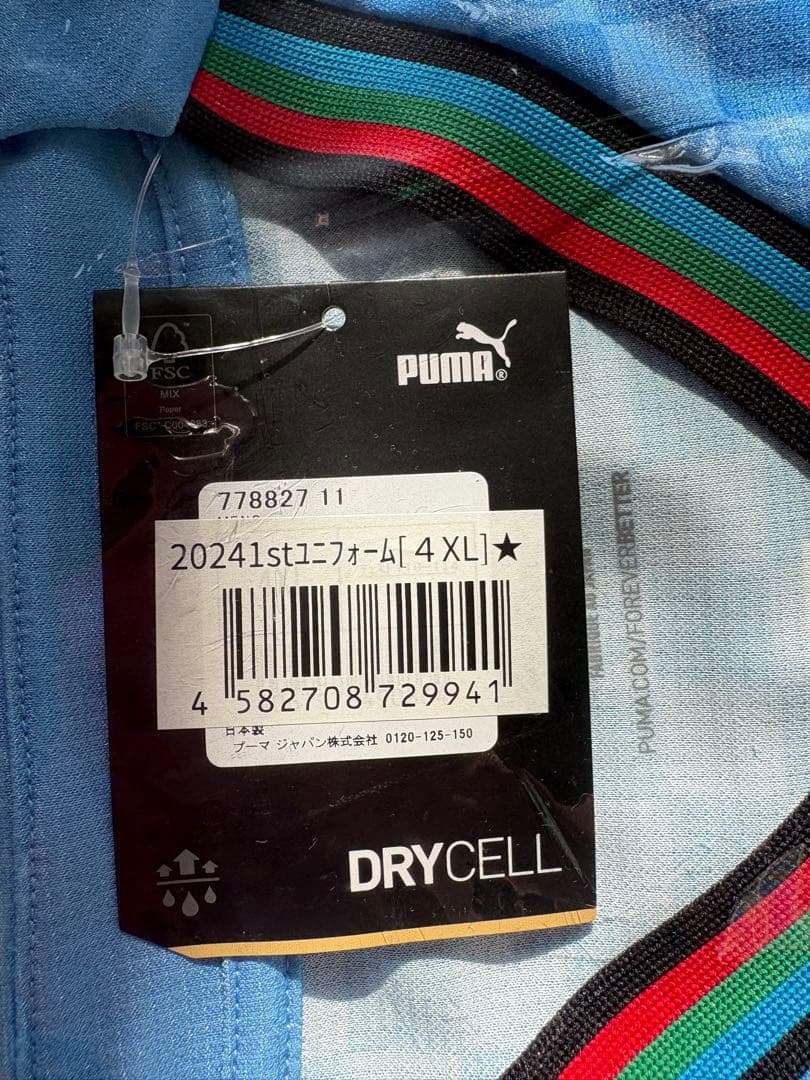 FSC
MIX
Paper
PUMA®
778827 11
20241stﾕﾆﾌｫｰﾑ[４XL]★
4 582708 729941
日本製
プーマ ジャパン株式会社 0120-125-150
DRYCELL
PUMA.COM/FOREVERBETTER